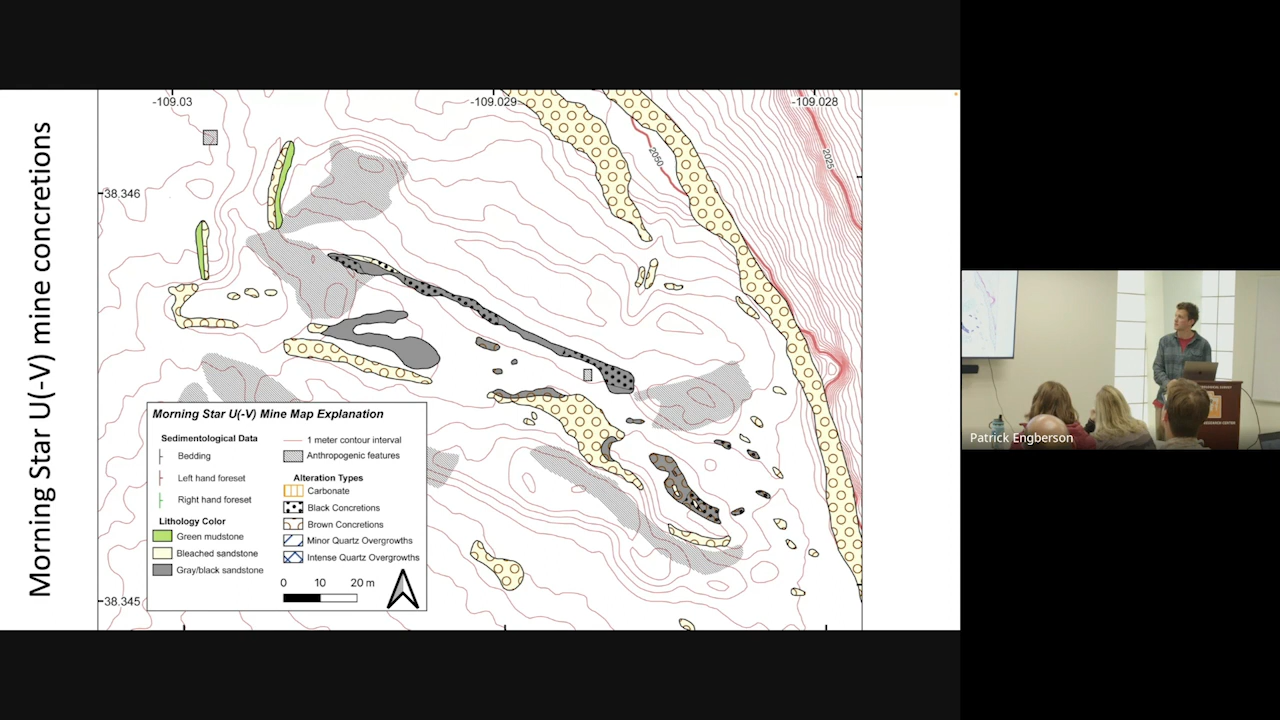 Morning Star U(-V) mine concretions
-109.03
-109.029
-109.028
38.346
38.345
2050
2025
Morning Star U(-V) Mine Map Explanation
Sedimentological Data
Bedding
Left hand foreset
Right hand foreset
Lithology Color
Green mudstone
Bleached sandstone
Gray/black sandstone
1 meter contour interval
Anthropogenic features
Alteration Types
Carbonate
Black Concretions
Brown Concretions
Minor Quartz Overgrowths
Intense Quartz Overgrowths
0 10 20 m
Patrick Engberson